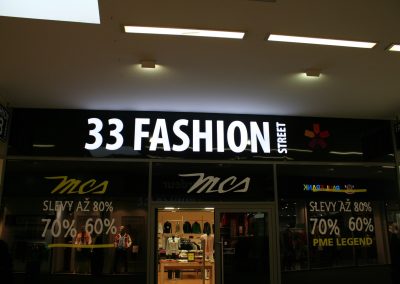 33 FASHION STREET
mcs
SLEVY AŽ 80%
70% 60%
mcs
SLEVY AŽ 80%
70% 60%
PME LEGEND